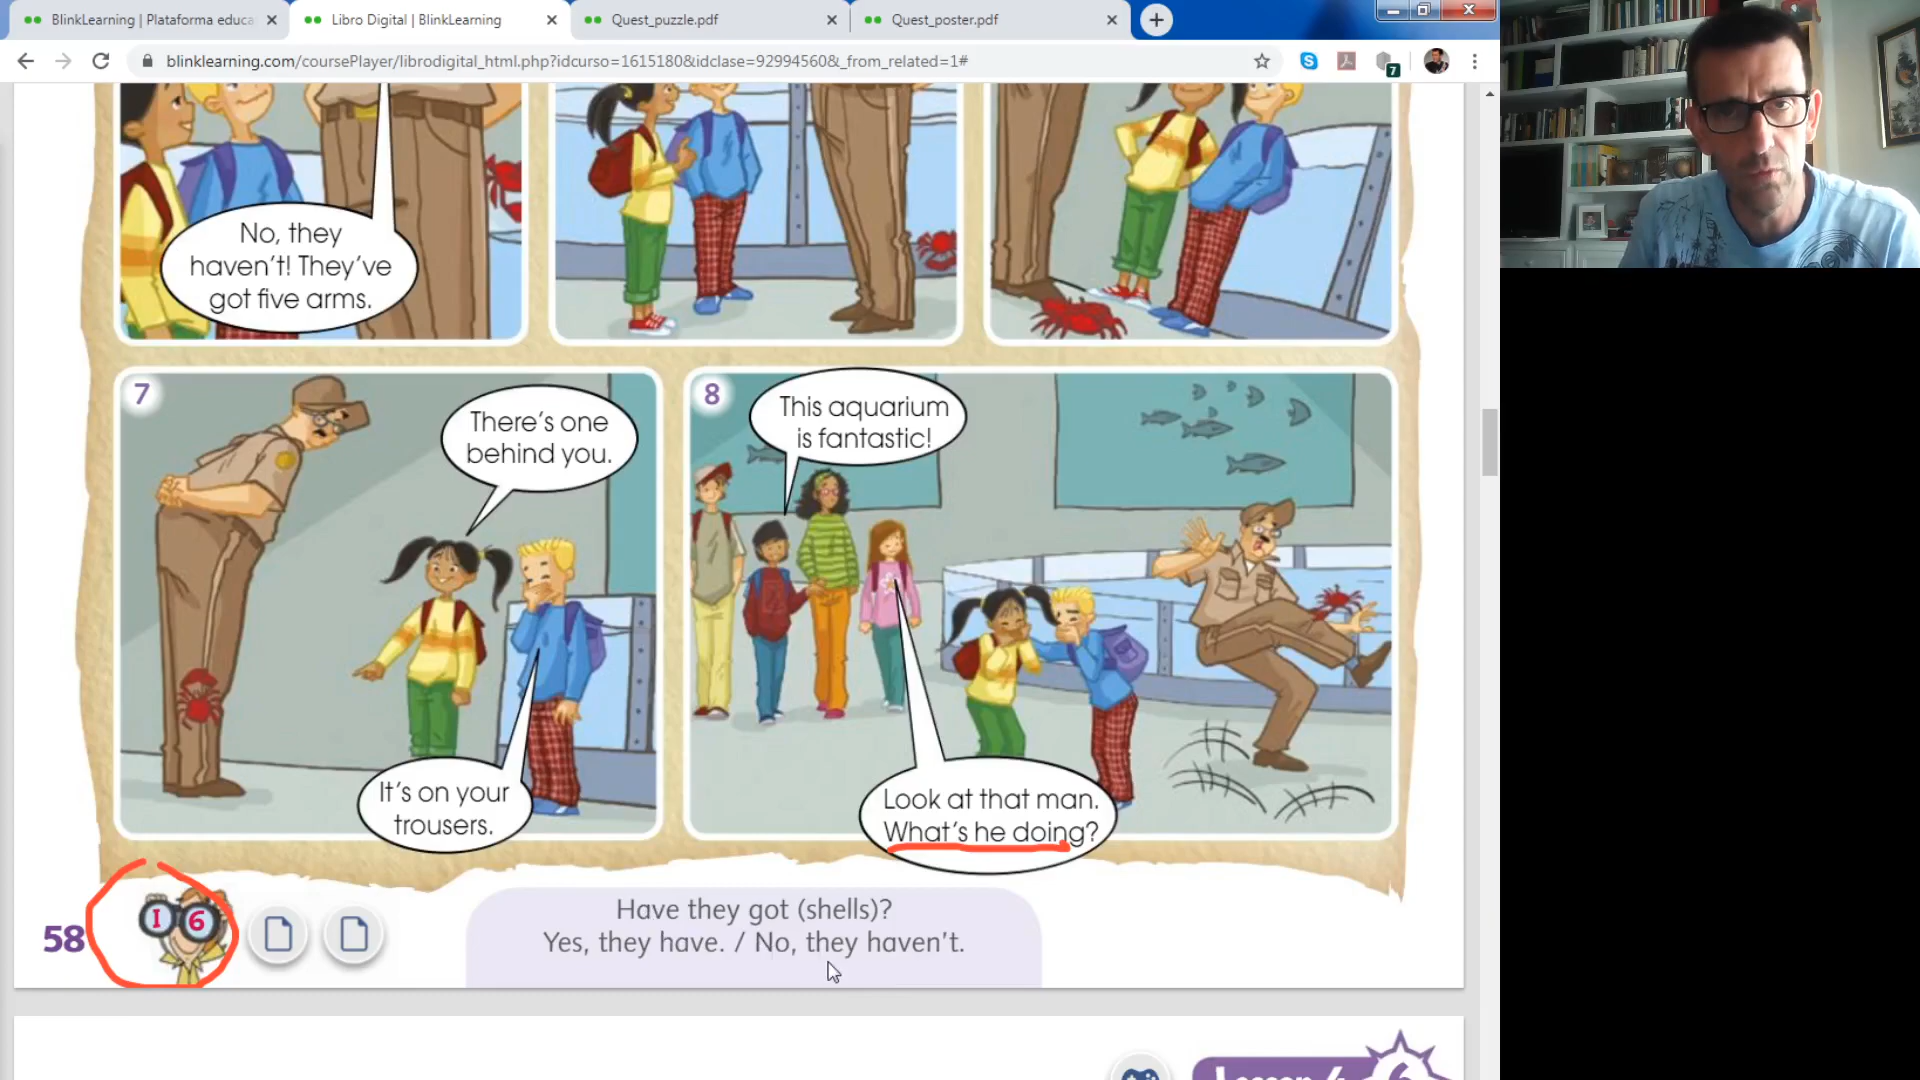 BlinkLearning | Plataforma educa
Libro Digital | BlinkLearning
Quest_puzzle.pdf
Quest_poster.pdf
blinklearning.com/coursePlayer/librodigital_html.php?idcurso=1615180&idclase=92994560&_from_related=1#
7
No, they
haven't! They've
got five arms.
7
There's one
behind you.
It's on your
trousers.
8
This aquarium
is fantastic!
Look at that man.
What's he doing?
58
I 6
Have they got (shells)?
Yes, they have. / No, they haven't.